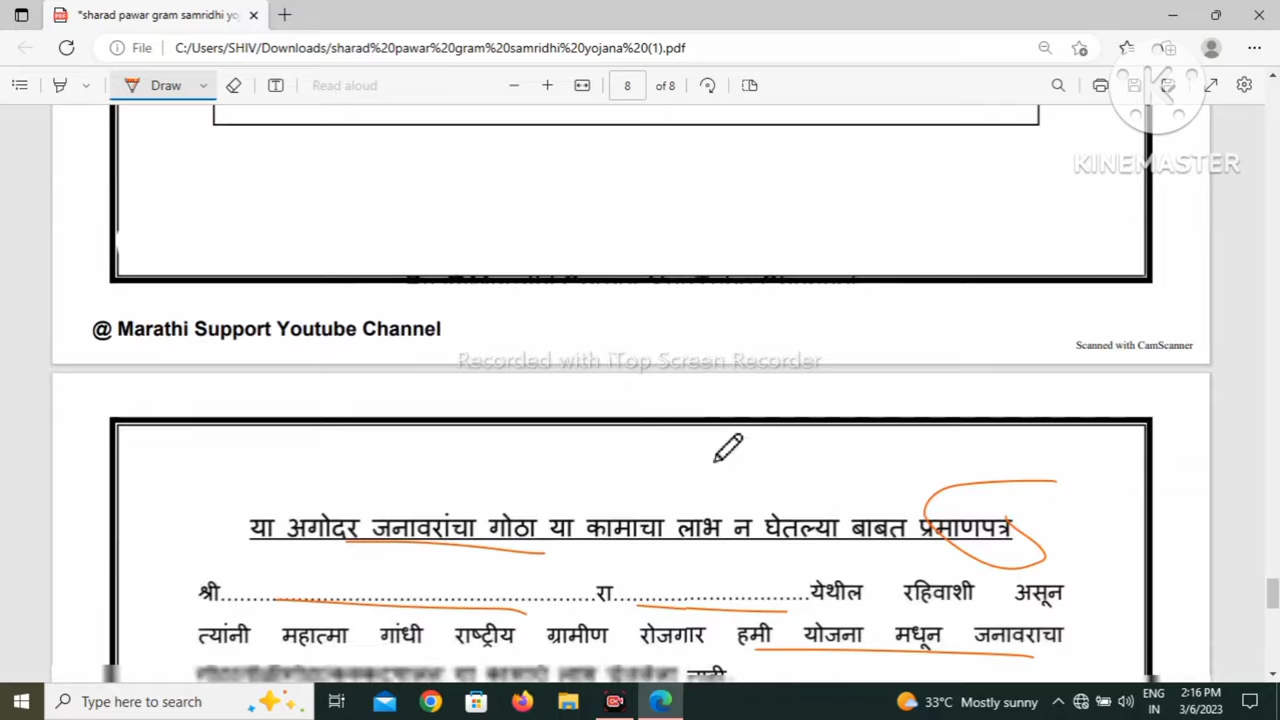 *sharad pawar gram samridhi yoj
File C:/Users/SHIV/Downloads/sharad%20pawar%20gram%20samridhi%20yojana%20(1).pdf
Draw Read aloud 8 of 8
K
KINEMASTER
@ Marathi Support Youtube Channel
Scanned with CamScanner
Recorded with iTop Screen Recorder
या अगोदर जनावरांचा गोठा या कामाचा लाभ न घेतल्या बाबत प्रमाणपत्र
श्री..................................................रा..........................येथील रहिवाशी असून
त्यांनी महात्मा गांधी राष्ट्रीय ग्रामीण रोजगार हमी योजना मधून जनावराचा
Type here to search 33°C Mostly sunny ENG IN 2:16 PM 3/6/2023